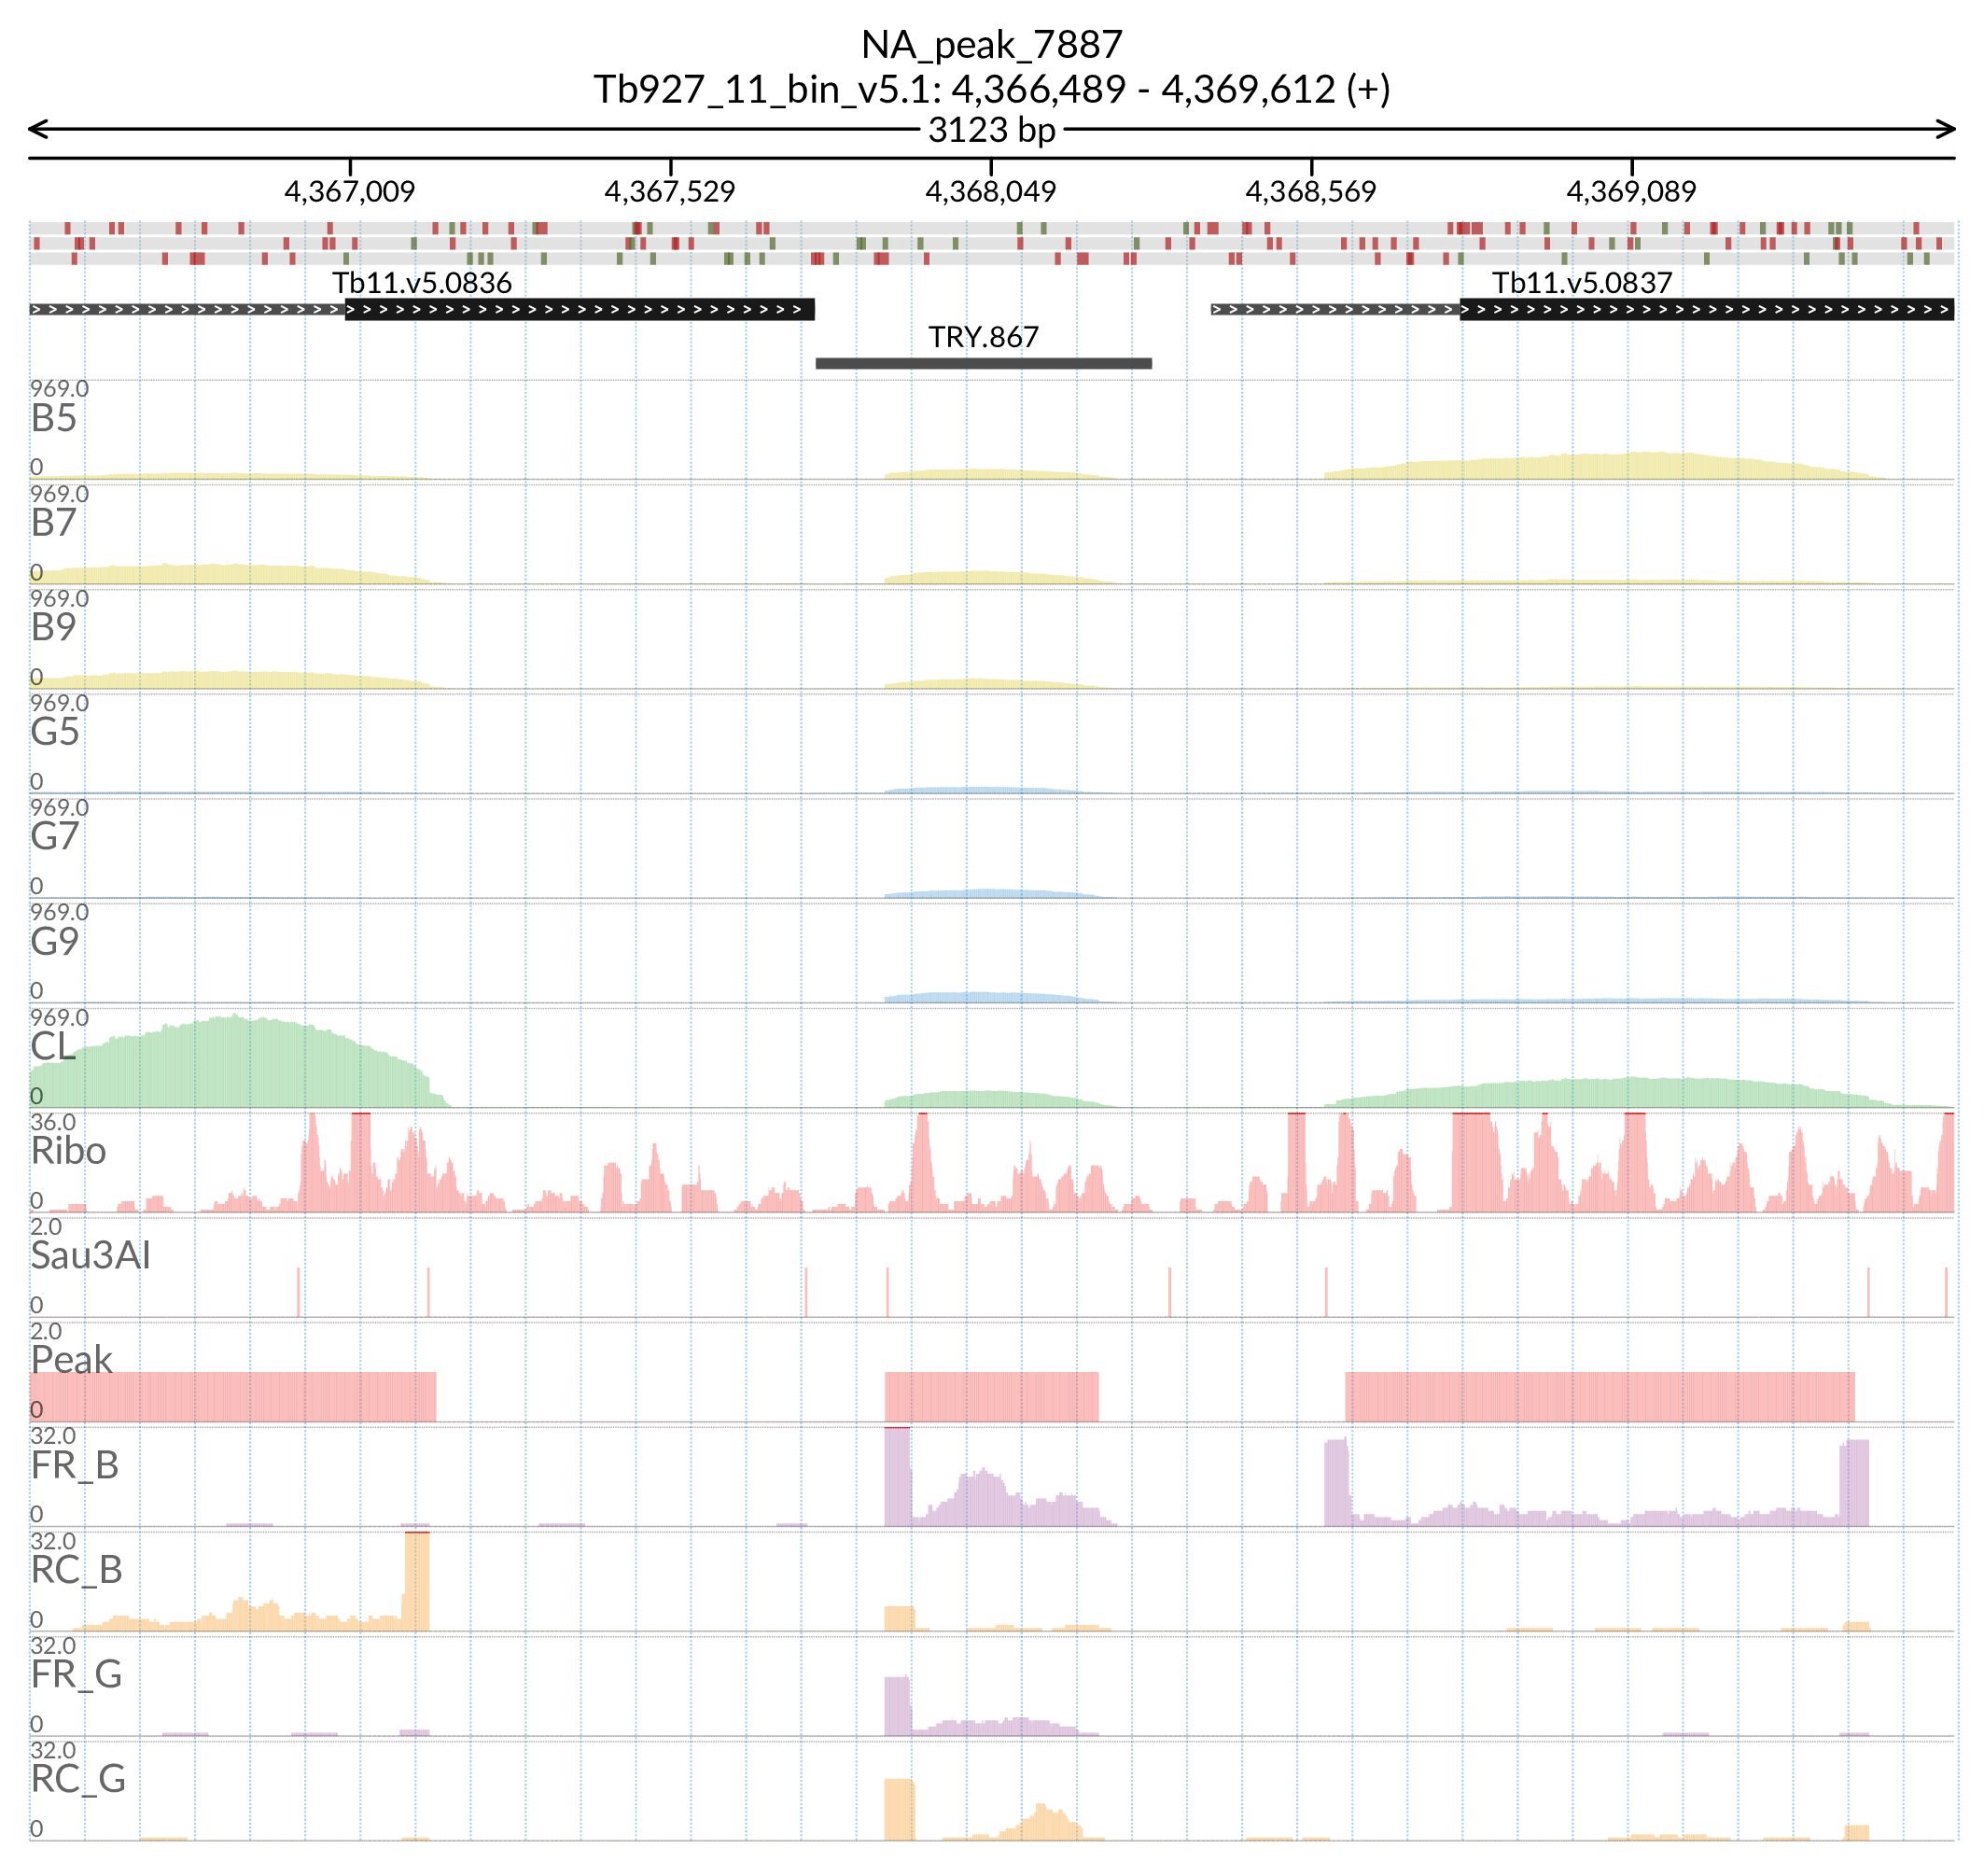 NA_peak_7887
Tb927_11_bin_v5.1: 4,366,489 - 4,369,612 (+)
3123 bp
4,367,009 4,367,529 4,368,049 4,368,569 4,369,089
Tb11.v5.0836 Tb11.v5.0837
TRY.867
969.0
B5
0
969.0
B7
0
969.0
B9
0
969.0
G5
0
969.0
G7
0
969.0
G9
0
969.0
CL
0
36.0
Ribo
0
2.0
Sau3AI
0
2.0
Peak
0
32.0
FR_B
0
32.0
RC_B
0
32.0
FR_G
0
32.0
RC_G
0